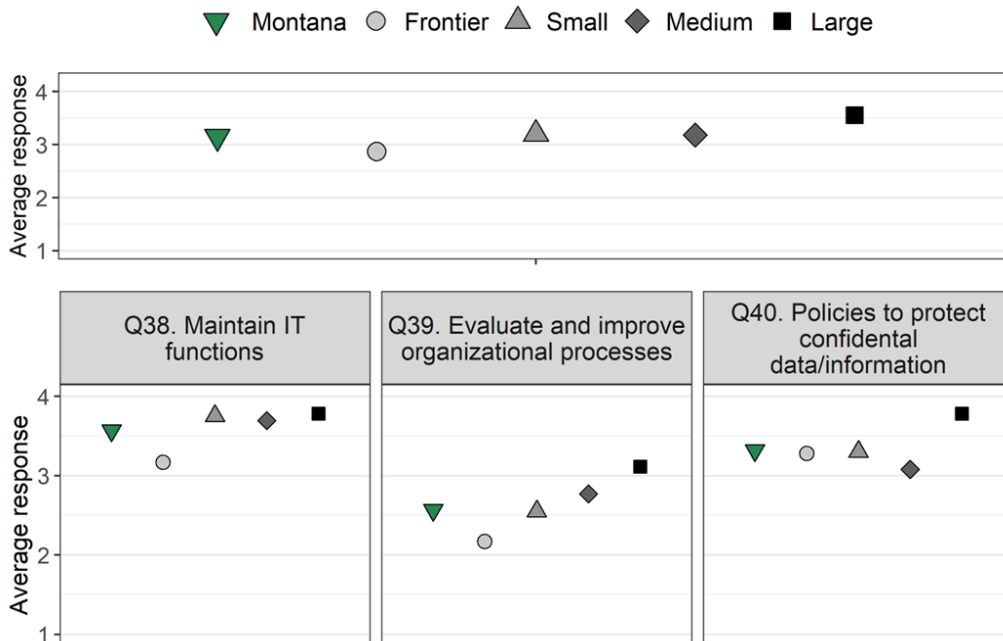 Montana Frontier Small Medium Large
Average response
4
3
2
1
Q38. Maintain IT
functions
Q39. Evaluate and improve
organizational processes
Q40. Policies to protect
confidental
data/information
Average response
4
3
2
1